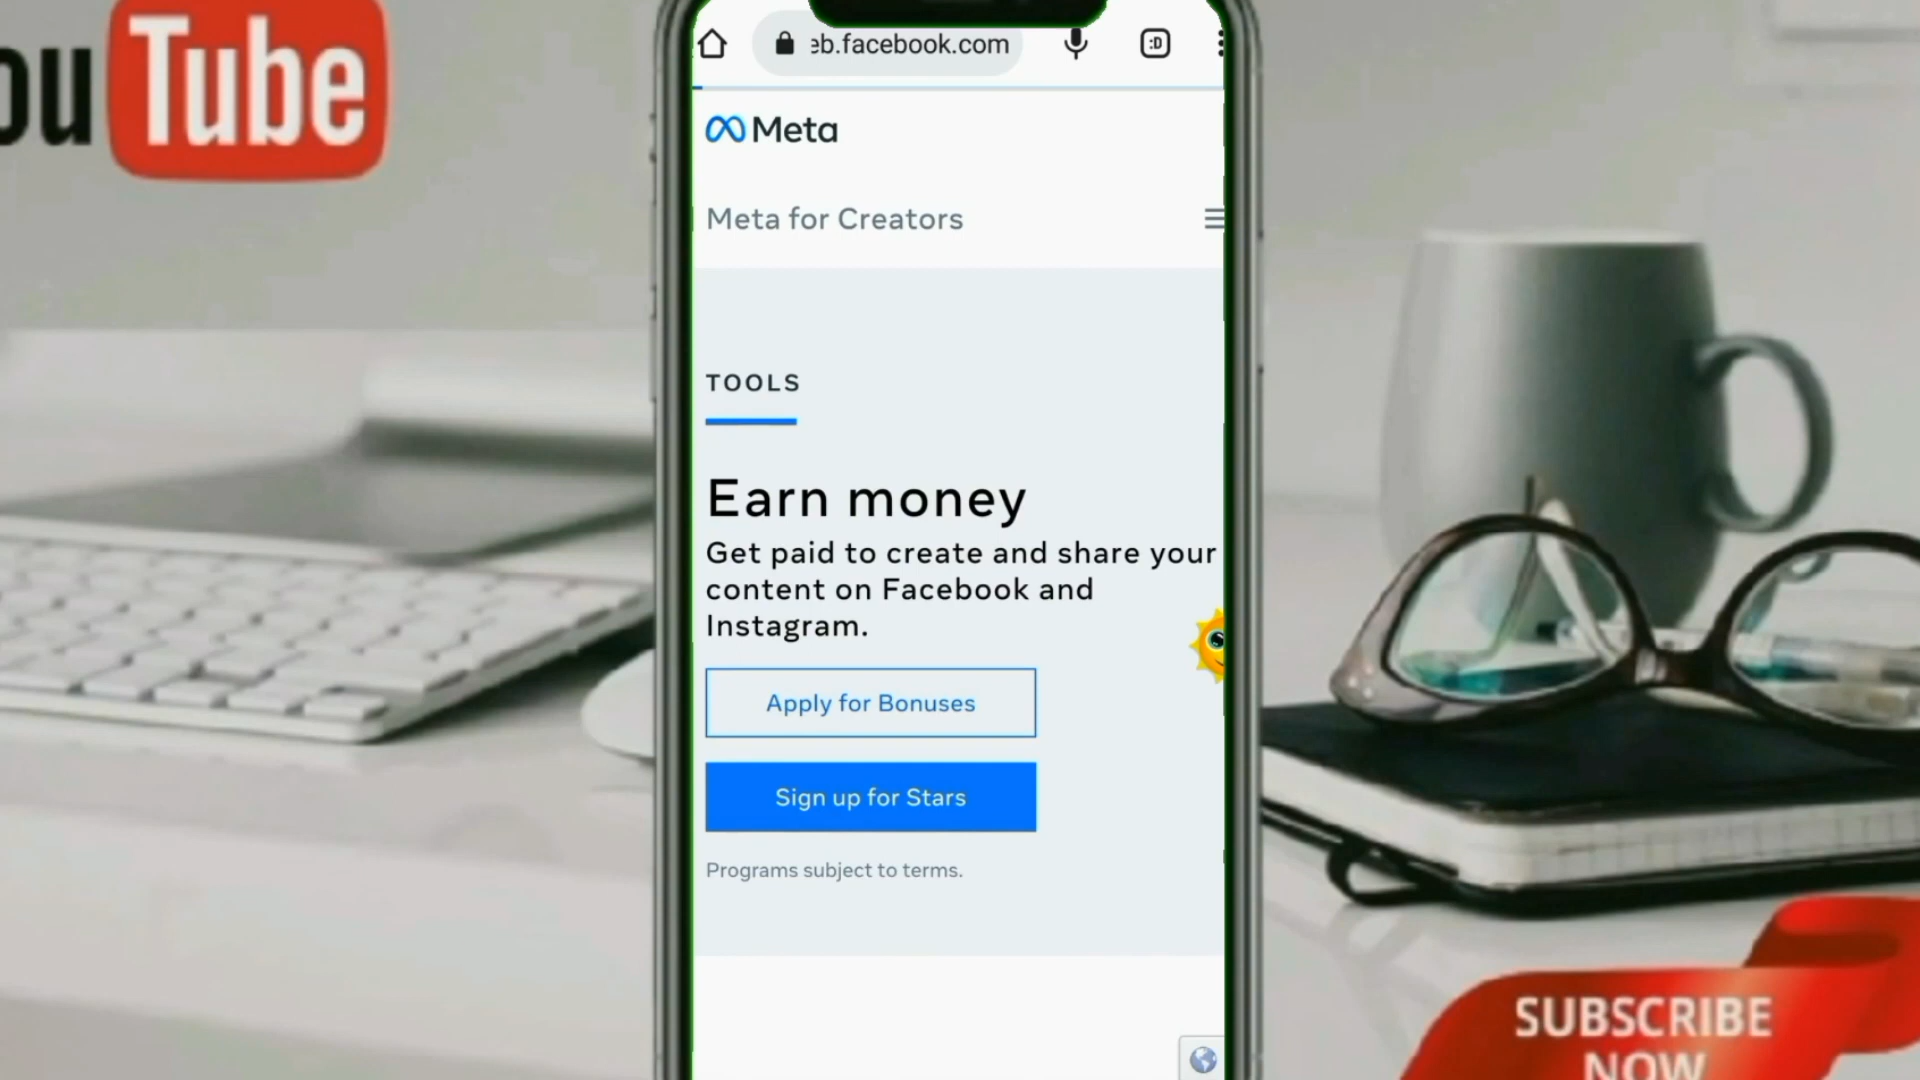 ou Tube
eb.facebook.com
:D
Meta
Meta for Creators
TOOLS
Earn money
Get paid to create and share your
content on Facebook and
Instagram.
Apply for Bonuses
Sign up for Stars
Programs subject to terms.
SUBSCRIBE
NOW